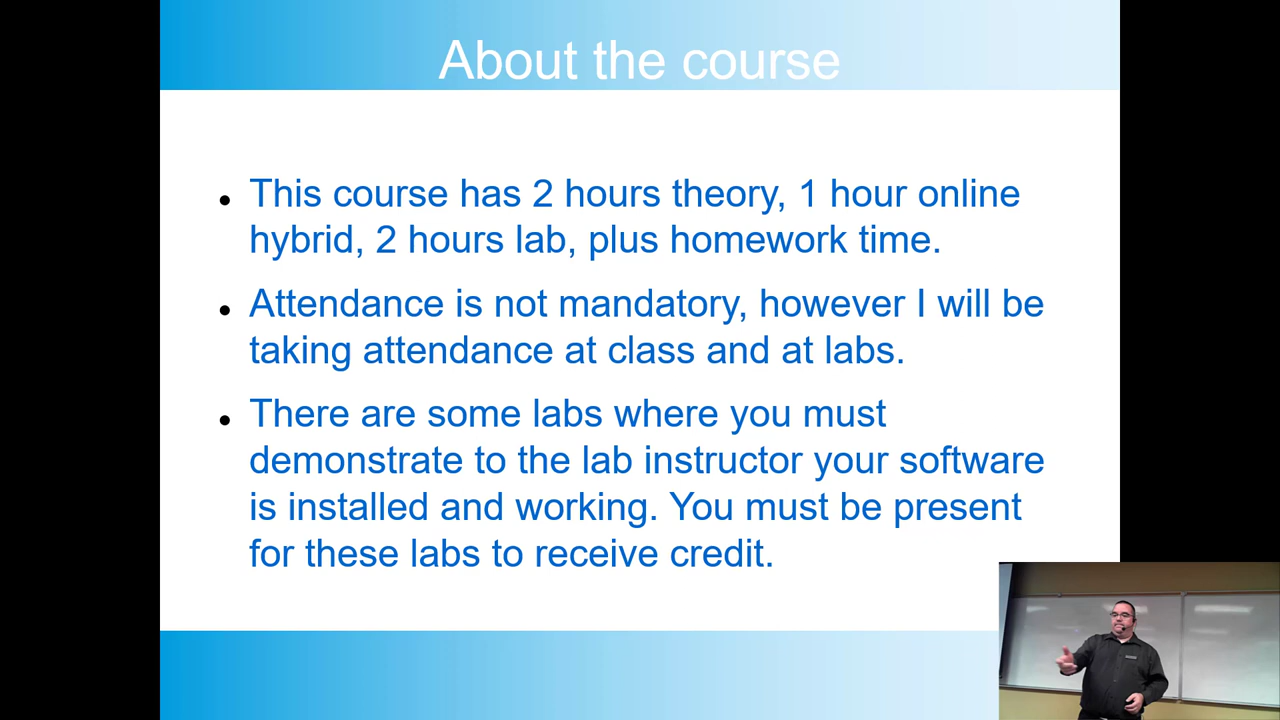 About the course
This course has 2 hours theory, 1 hour online
hybrid, 2 hours lab, plus homework time.
Attendance is not mandatory, however I will be
taking attendance at class and at labs.
There are some labs where you must
demonstrate to the lab instructor your software
is installed and working. You must be present
for these labs to receive credit.